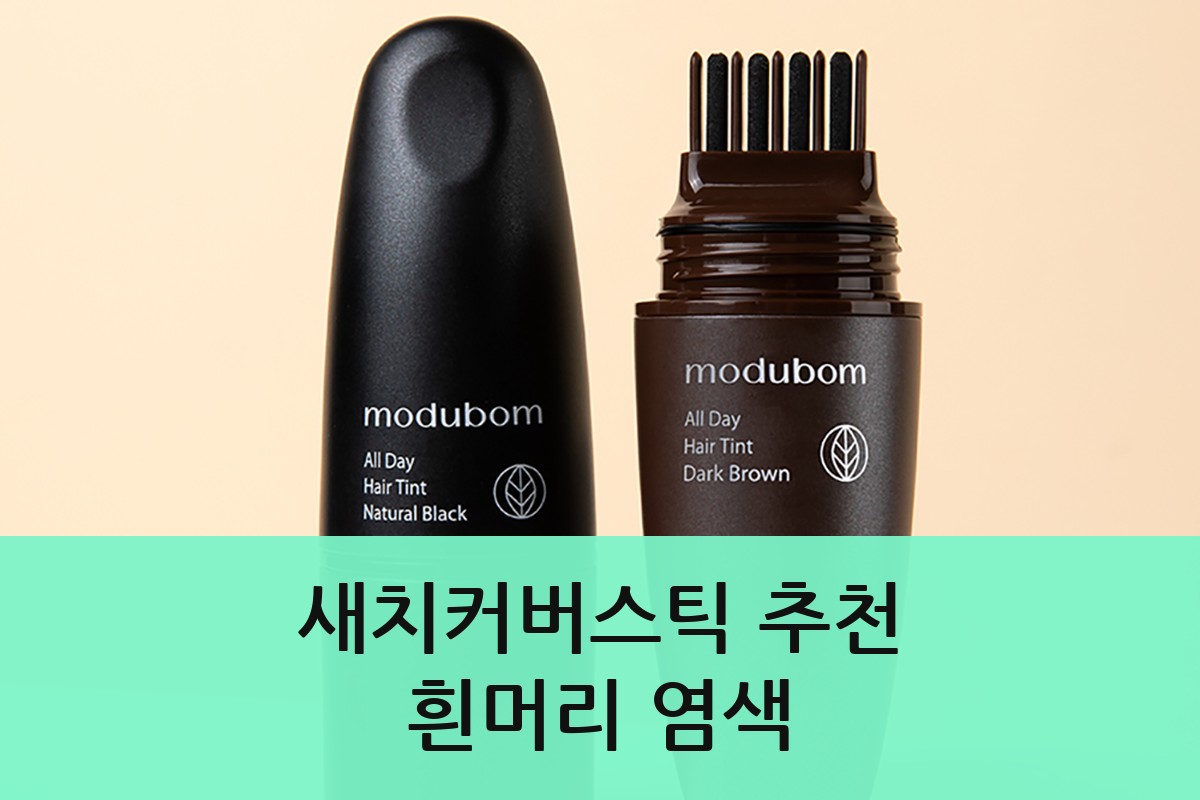 modubom
All Day
Hair Tint
Natural Black
modubom
All Day
Hair Tint
Dark Brown
새치커버스틱 추천
흰머리 염색